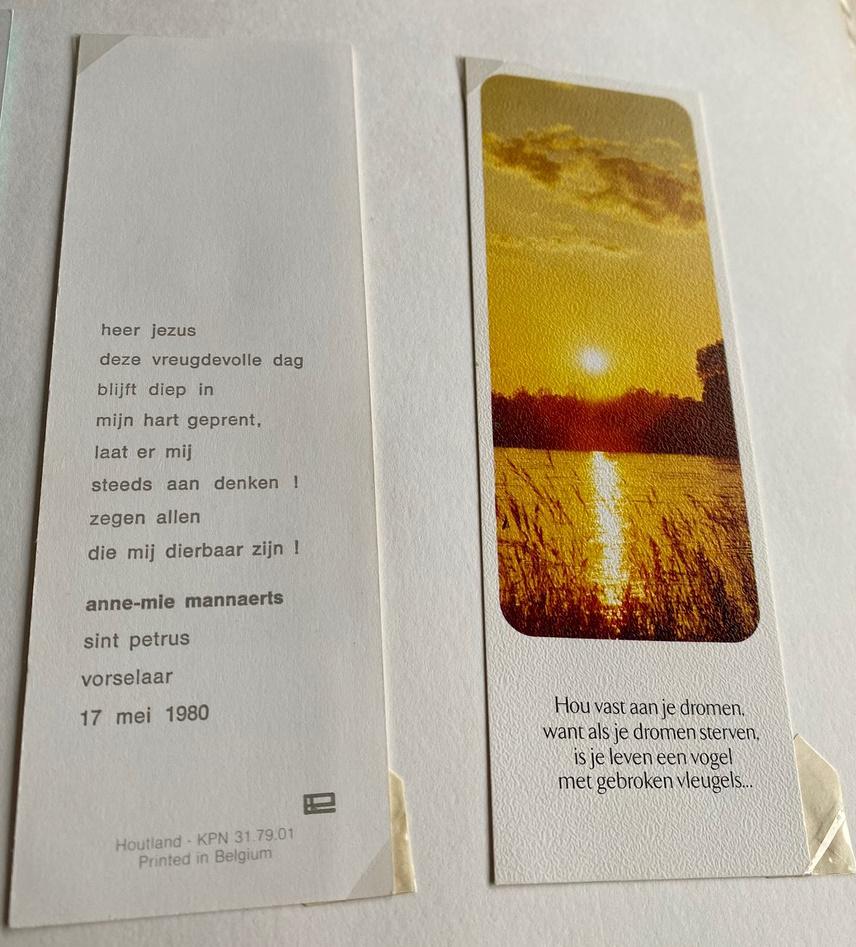 heer jezus
deze vreugdevolle dag
blijft diep in
mijn hart geprent,
laat er mij
steeds aan denken !
zegen allen
die mij dierbaar zijn !
anne-mie mannaerts
sint petrus
vorselaar
17 mei 1980
Houtland - KPN 31.79.01
Printed in Belgium
Hou vast aan je dromen,
want als je dromen sterven,
is je leven een vogel
met gebroken vleugels...